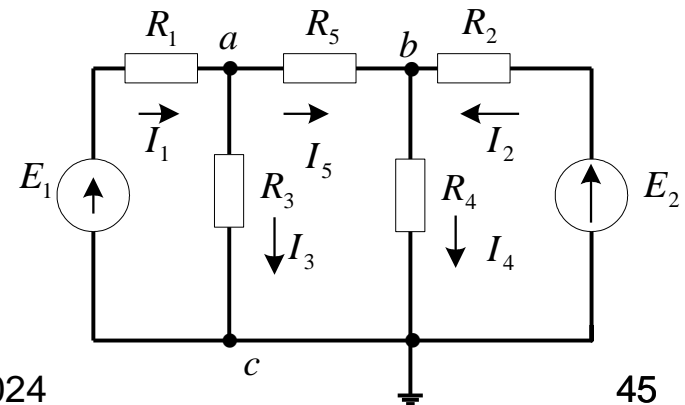 R₁ a R₅ b R₂
I₁ I₅ I₂
E₁ R₃ R₄ E₂
I₃ I₄
c
024 45